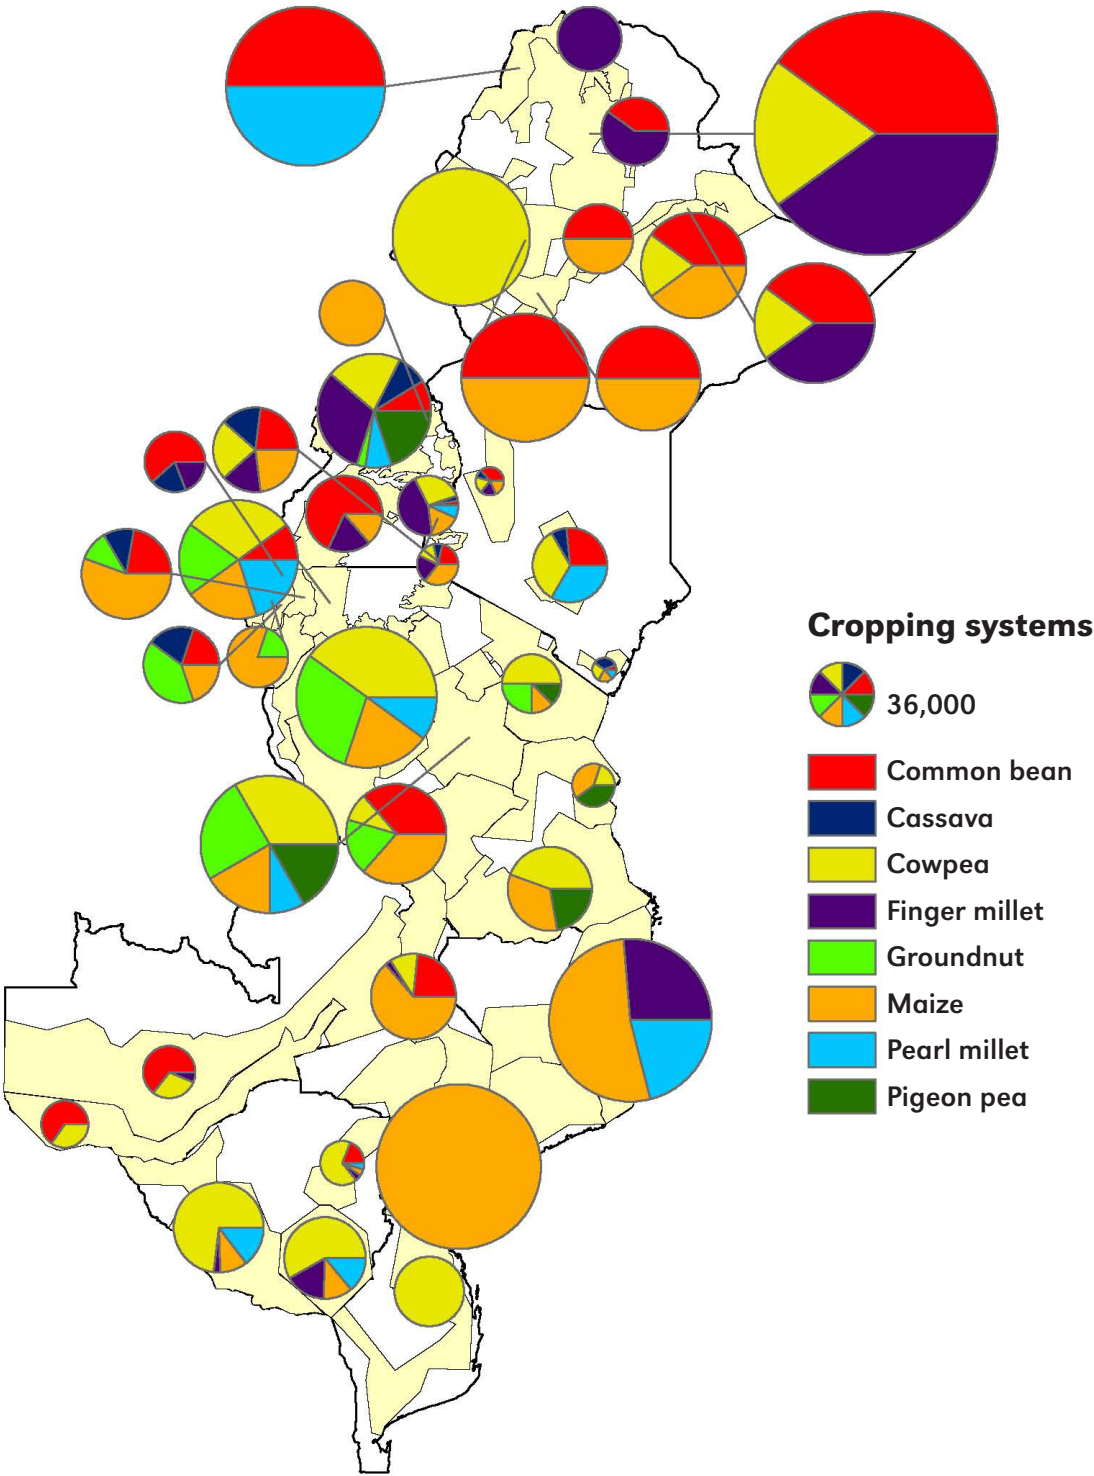 Cropping systems
36,000
Common bean
Cassava
Cowpea
Finger millet
Groundnut
Maize
Pearl millet
Pigeon pea